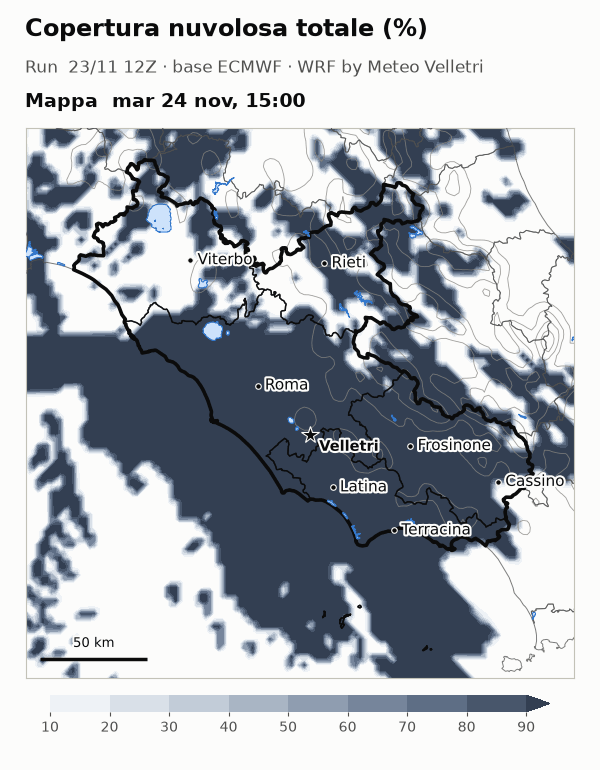 Copertura nuvolosa totale (%)
Run  23/11 12Z · base ECMWF · WRF by Meteo Velletri
Mappa  mar 24 nov, 15:00
Viterbo
Rieti
Roma
Velletri
Frosinone
Latina
Cassino
Terracina
50 km
10 20 30 40 50 60 70 80 90